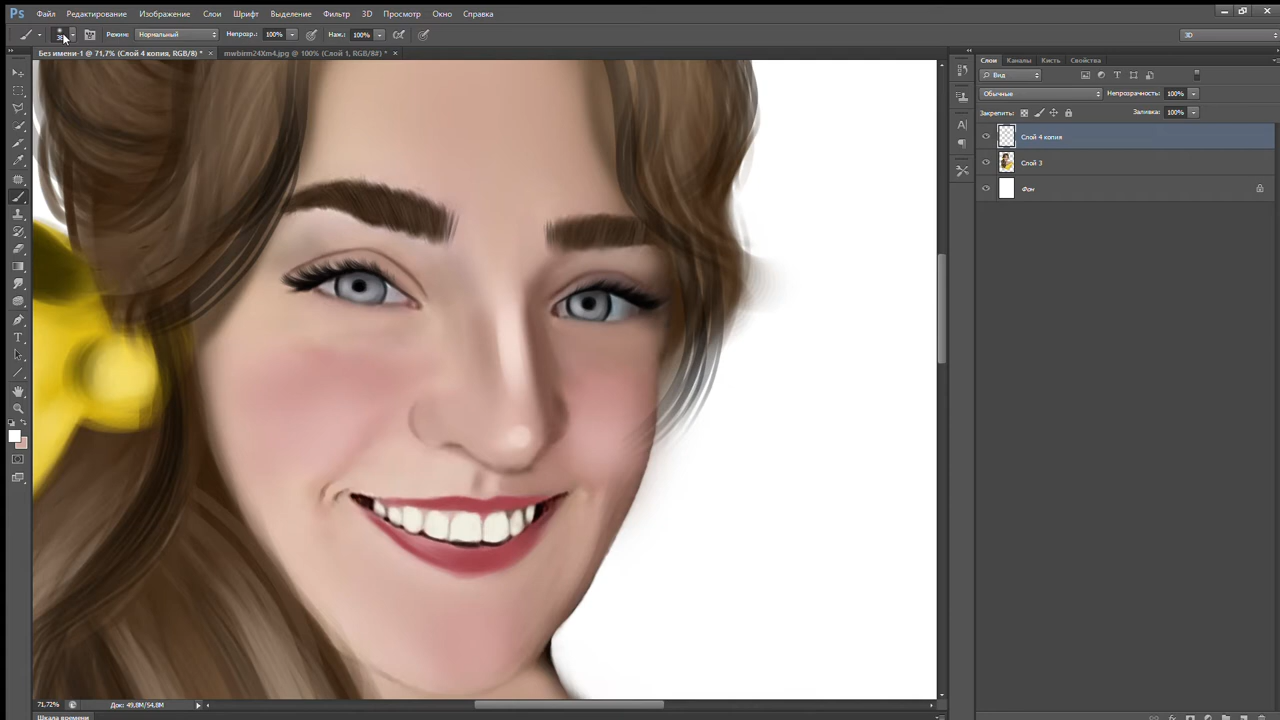 Ps Файл Редактирование Изображение Слои Шрифт Выделение Фильтр 3D Просмотр Окно Справка
Режим: Нормальный Непрозр.: 100% Наж.: 100% 3D
Без имени-1 @ 71,7% (Слой 4 копия, RGB/8) * × mwbirm24Xm4.jpg @ 100% (Слой 1, RGB/8#) * ×
Слои Каналы Кисть Свойства
Вид
Обычные Непрозрачность: 100%
Закрепить: Заливка: 100%
Слой 4 копия
Слой 3
Фон
71,72% Док: 49,8M/54,8M
Шкала времени